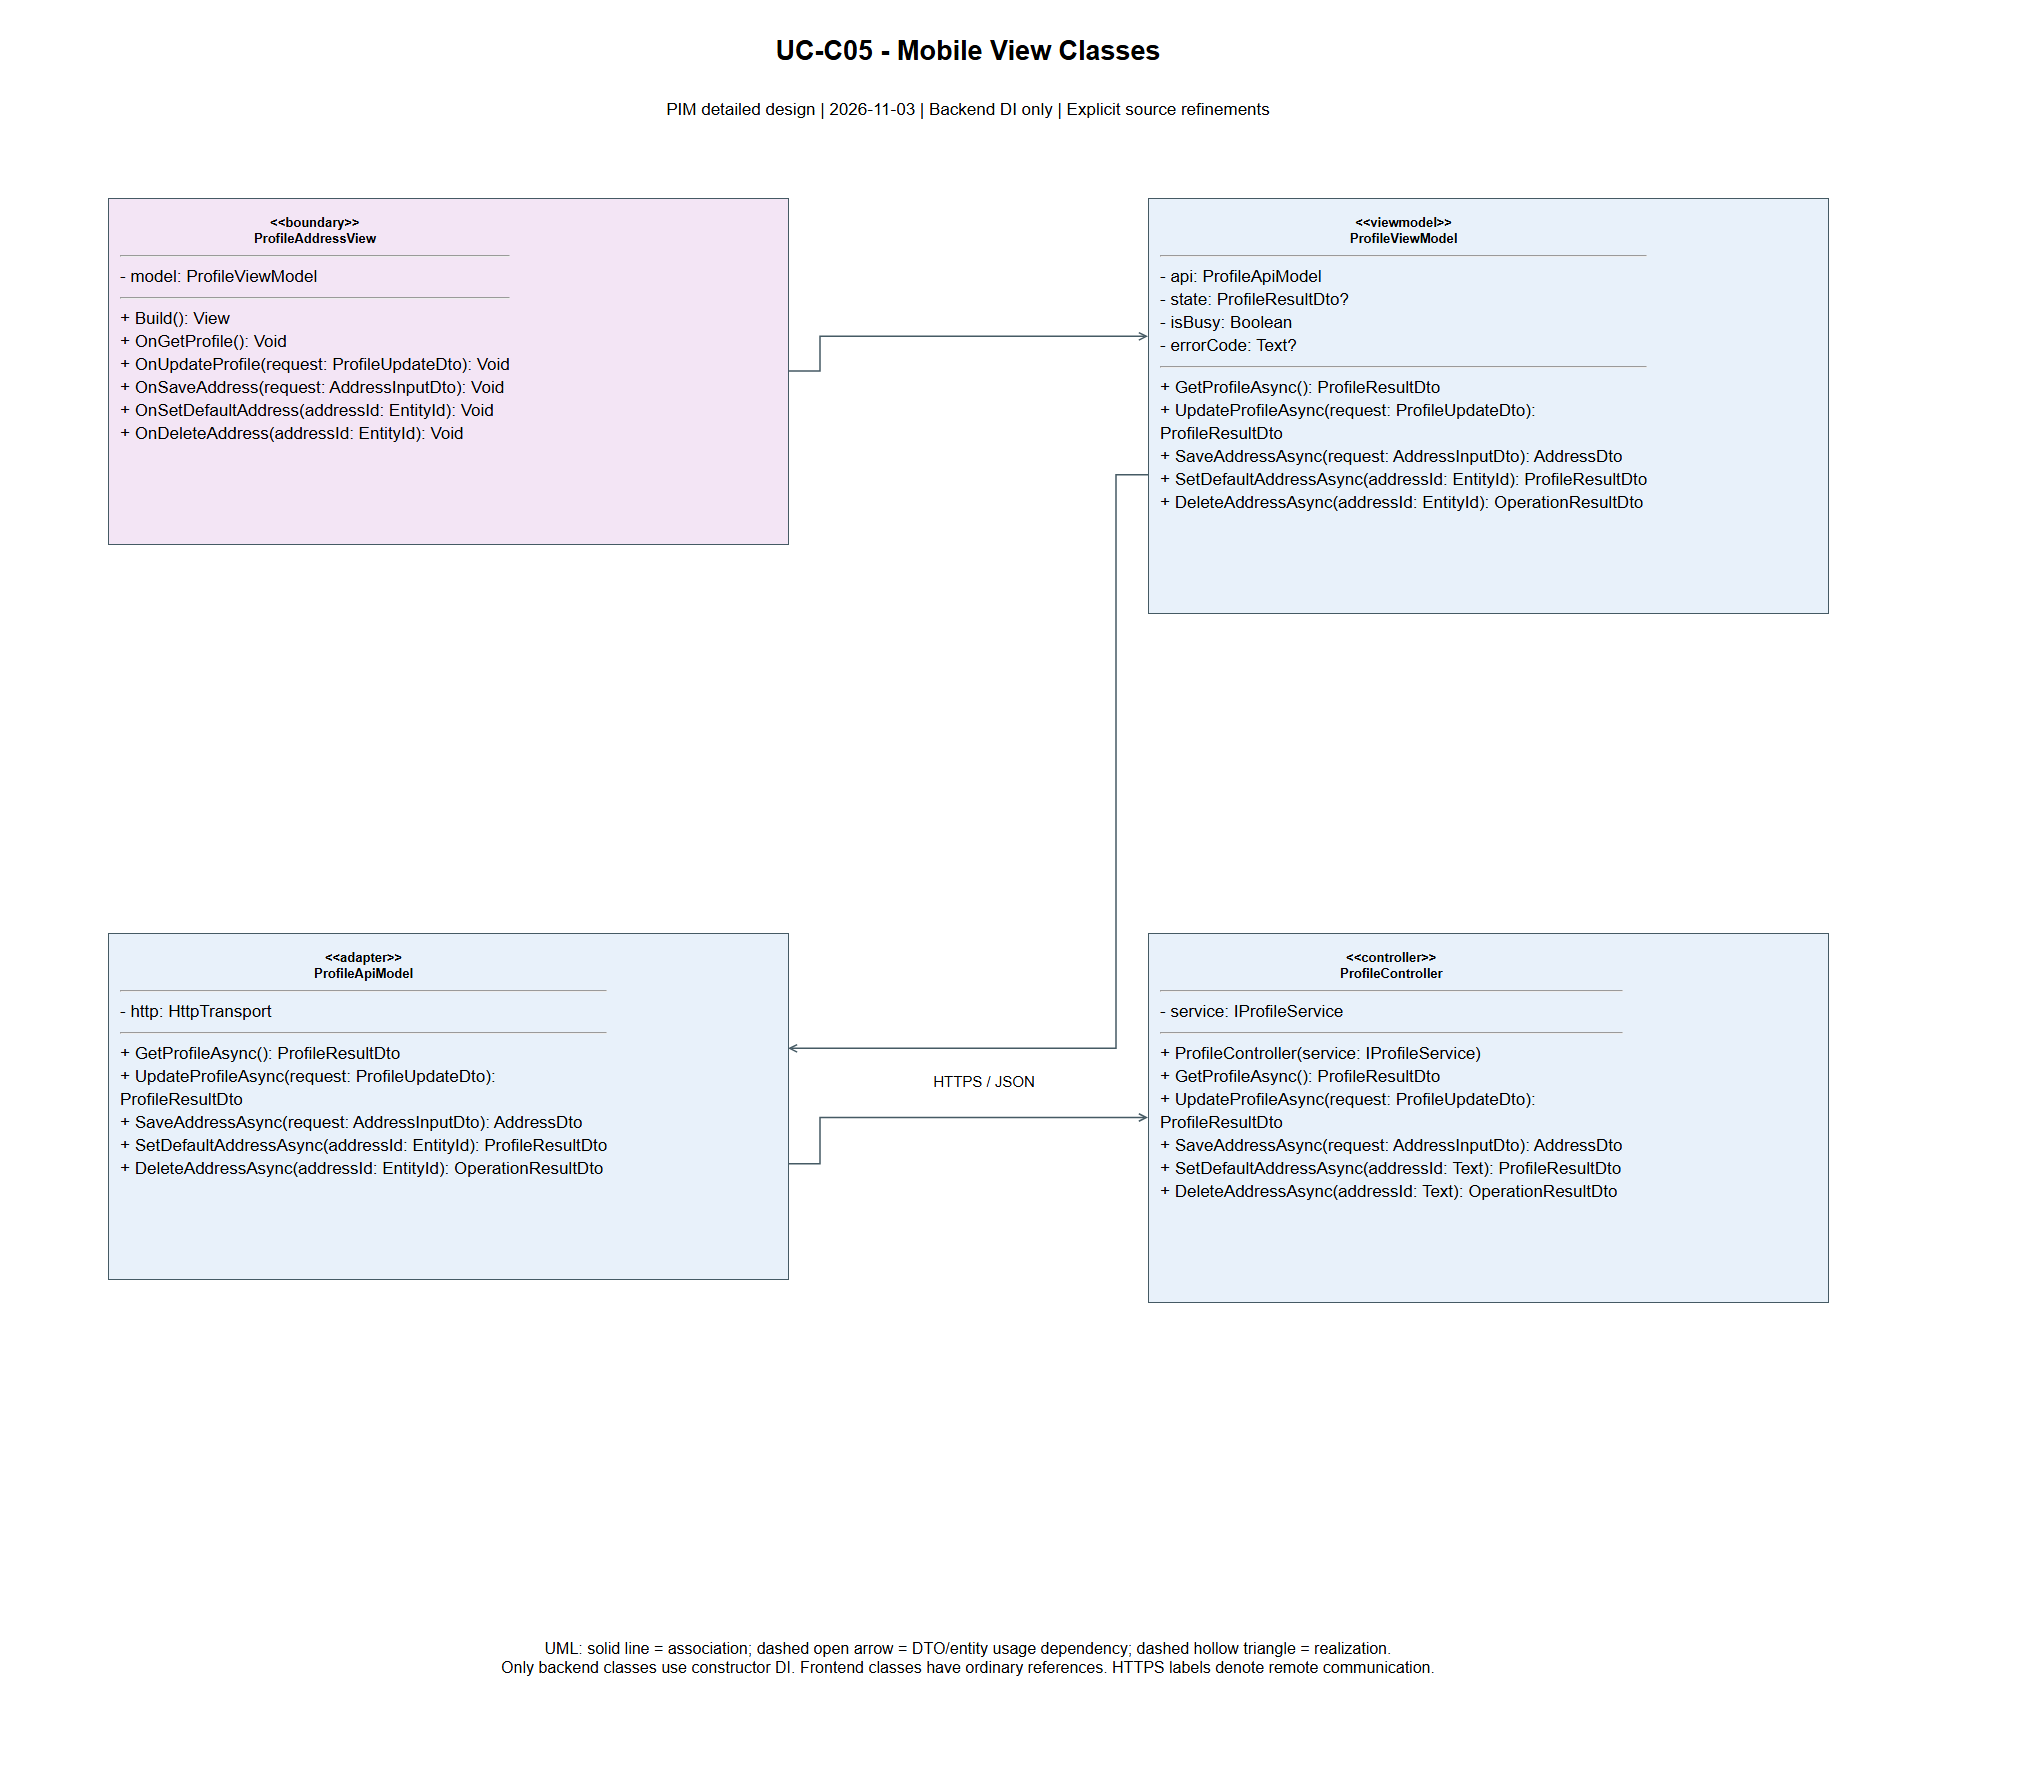 UC-C05 - Mobile View Classes
PIM detailed design | 2026-11-03 | Backend DI only | Explicit source refinements
<<boundary>>
ProfileAddressView
- model: ProfileViewModel
+ Build(): View
+ OnGetProfile(): Void
+ OnUpdateProfile(request: ProfileUpdateDto): Void
+ OnSaveAddress(request: AddressInputDto): Void
+ OnSetDefaultAddress(addressId: EntityId): Void
+ OnDeleteAddress(addressId: EntityId): Void
<<viewmodel>>
ProfileViewModel
- api: ProfileApiModel
- state: ProfileResultDto?
- isBusy: Boolean
- errorCode: Text?
+ GetProfileAsync(): ProfileResultDto
+ UpdateProfileAsync(request: ProfileUpdateDto):
ProfileResultDto
+ SaveAddressAsync(request: AddressInputDto): AddressDto
+ SetDefaultAddressAsync(addressId: EntityId): ProfileResultDto
+ DeleteAddressAsync(addressId: EntityId): OperationResultDto
<<adapter>>
ProfileApiModel
- http: HttpTransport
+ GetProfileAsync(): ProfileResultDto
+ UpdateProfileAsync(request: ProfileUpdateDto):
ProfileResultDto
+ SaveAddressAsync(request: AddressInputDto): AddressDto
+ SetDefaultAddressAsync(addressId: EntityId): ProfileResultDto
+ DeleteAddressAsync(addressId: EntityId): OperationResultDto
HTTPS / JSON
<<controller>>
ProfileController
- service: IProfileService
+ ProfileController(service: IProfileService)
+ GetProfileAsync(): ProfileResultDto
+ UpdateProfileAsync(request: ProfileUpdateDto):
ProfileResultDto
+ SaveAddressAsync(request: AddressInputDto): AddressDto
+ SetDefaultAddressAsync(addressId: Text): ProfileResultDto
+ DeleteAddressAsync(addressId: Text): OperationResultDto
UML: solid line = association; dashed open arrow = DTO/entity usage dependency; dashed hollow triangle = realization.
Only backend classes use constructor DI. Frontend classes have ordinary references. HTTPS labels denote remote communication.